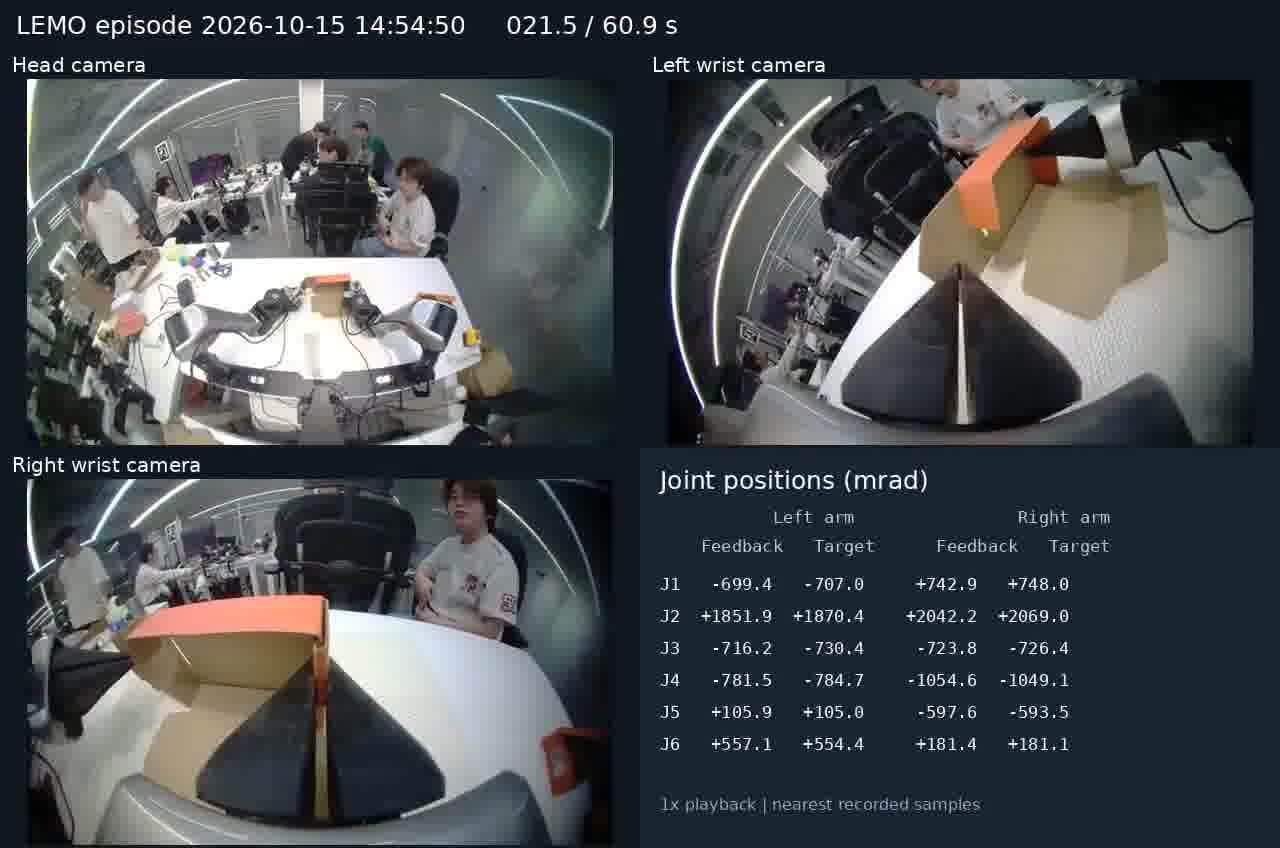 LEMO episode 2026-10-15 14:54:50 021.5 / 60.9 s
Head camera
Left wrist camera
Right wrist camera
Joint positions (mrad)
Left arm Right arm
Feedback Target Feedback Target
J1 -699.4 -707.0 +742.9 +748.0
J2 +1851.9 +1870.4 +2042.2 +2069.0
J3 -716.2 -730.4 -723.8 -726.4
J4 -781.5 -784.7 -1054.6 -1049.1
J5 +105.9 +105.0 -597.6 -593.5
J6 +557.1 +554.4 +181.4 +181.1
1x playback | nearest recorded samples